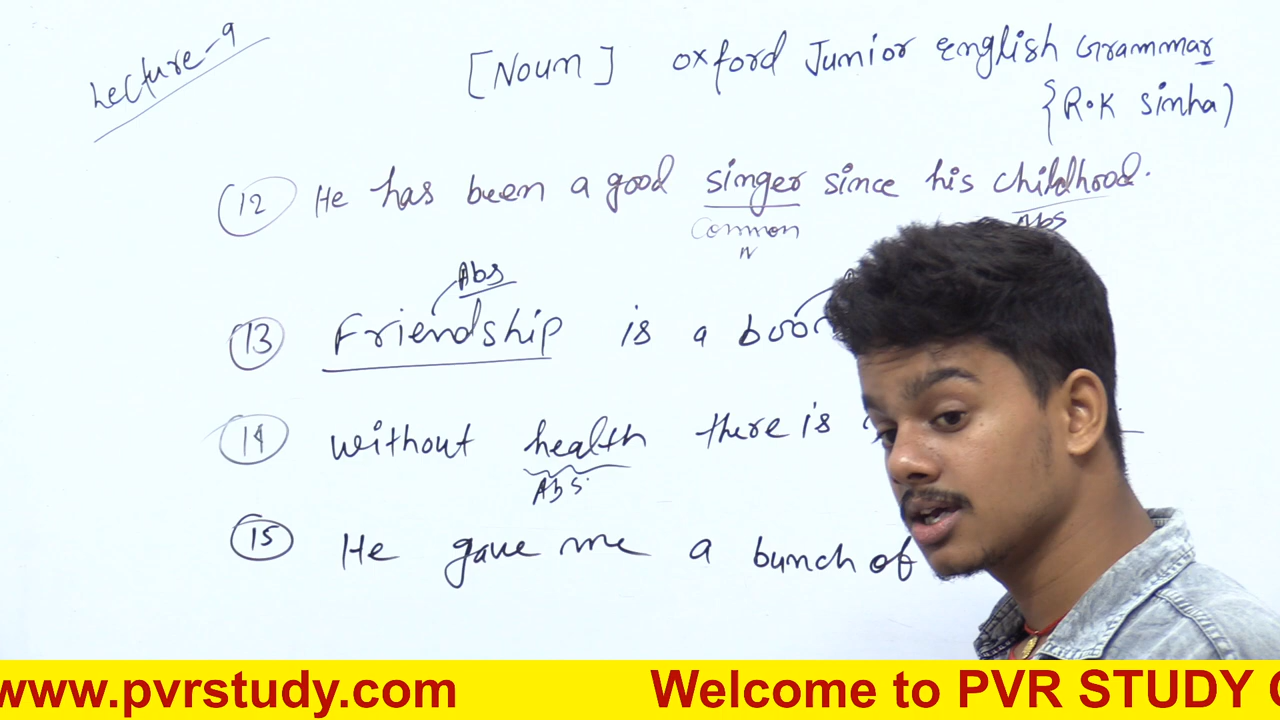 Lecture-9
[Noun] oxford Junior English Grammar
{R.K Sinha)
(12) He has been a good singer since his childhood.
Common Abs
N
Abs
(13) Friendship is a
(14) without health there is
Abs.
(15) He gave me a bunch of
www.pvrstudy.com Welcome to PVR STUDY